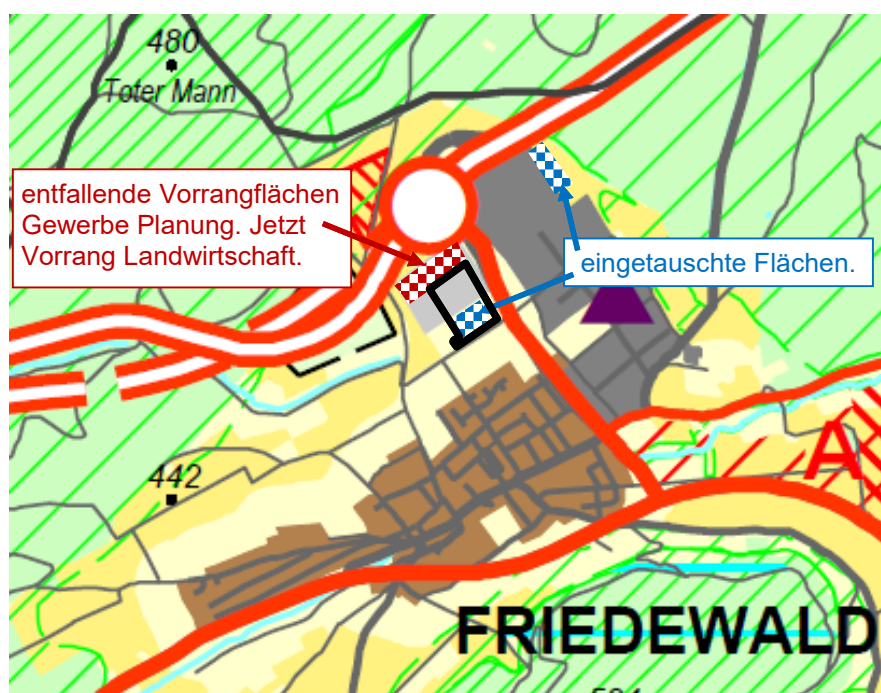 480
Toter Mann
entfallende Vorrangflächen
Gewerbe Planung. Jetzt
Vorrang Landwirtschaft.
eingetauschte Flächen.
A
442
FRIEDEWALD